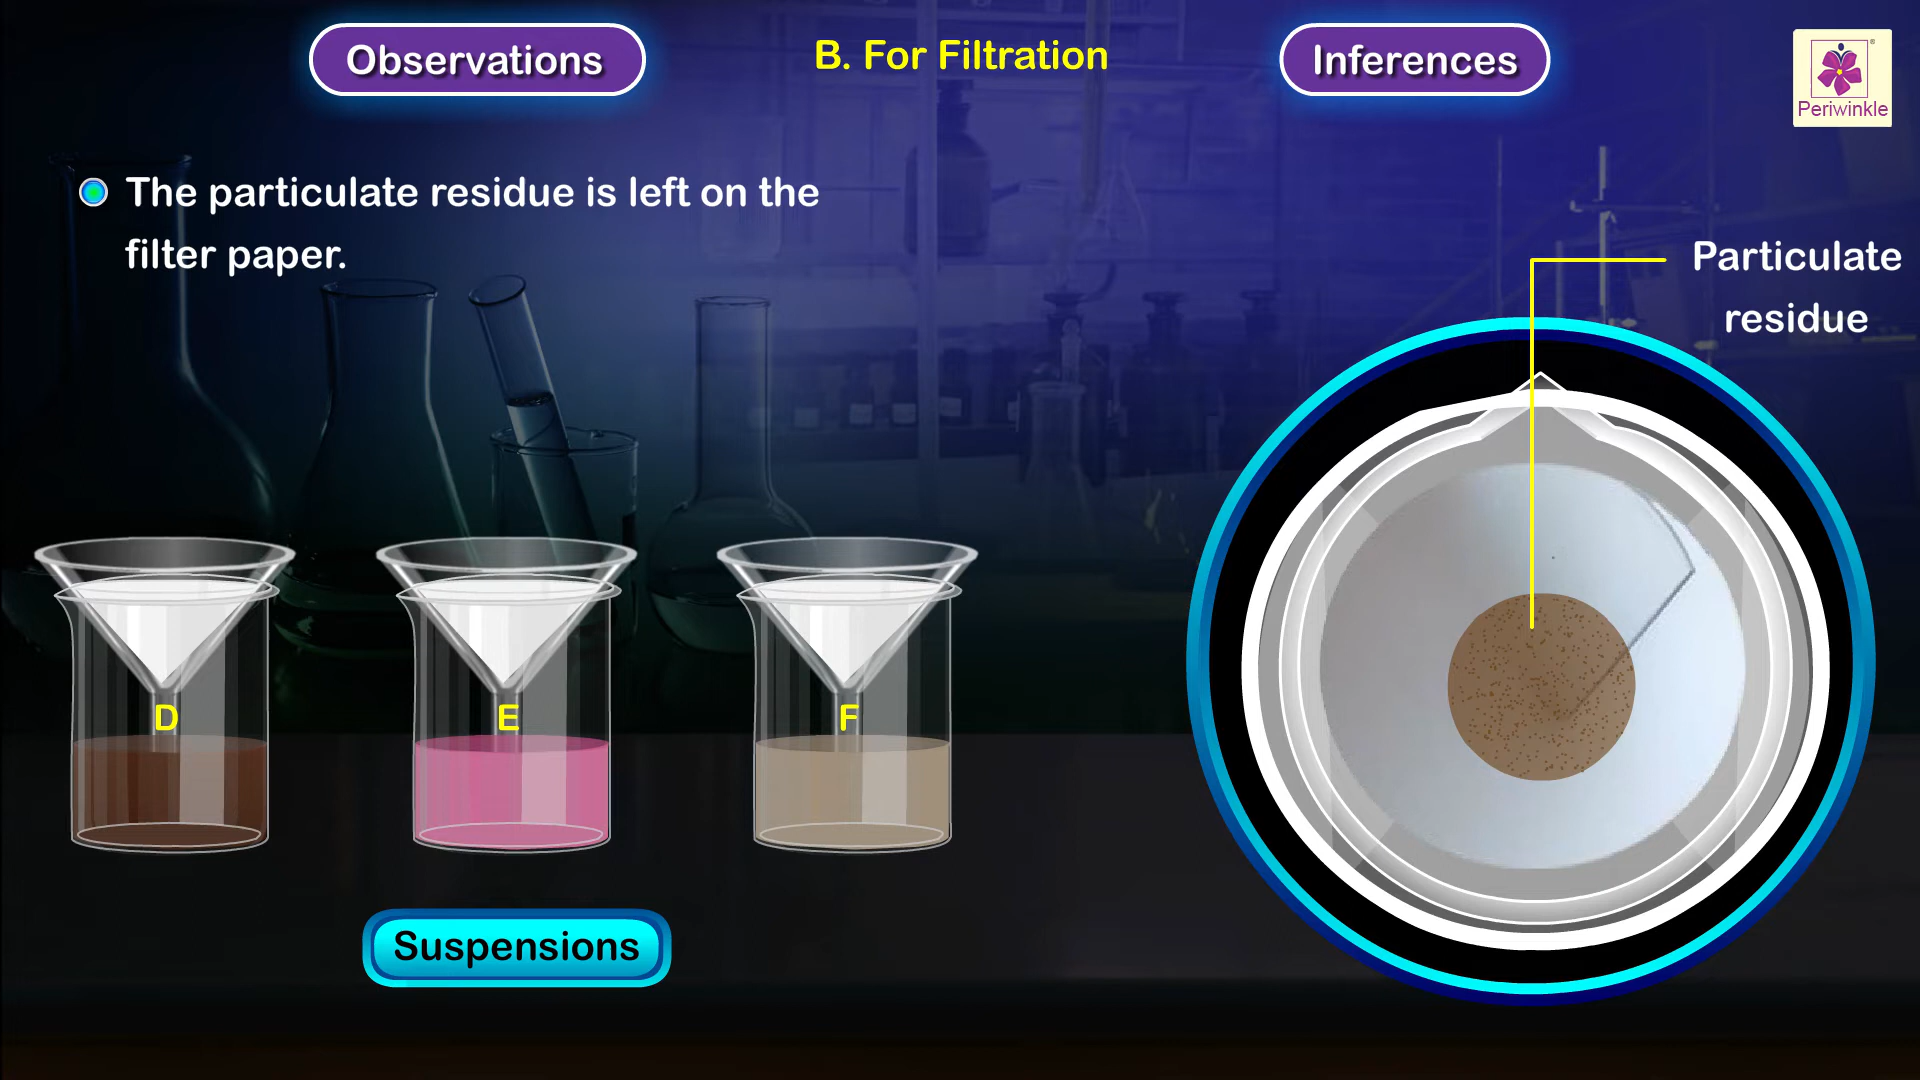 Observations
B. For Filtration
Inferences
Periwinkle
The particulate residue is left on the
filter paper.
Particulate
residue
D
E
F
Suspensions